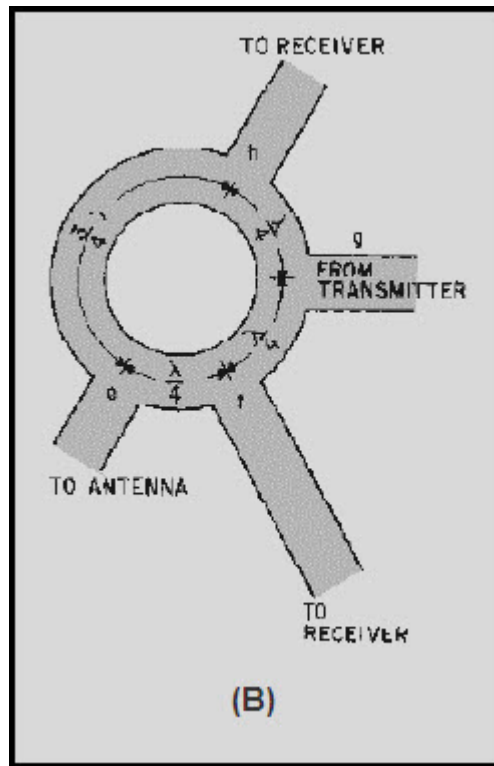 TO RECEIVER
h
g
FROM
TRANSMITTER
λ
4
e
f
TO ANTENNA
TO
RECEIVER
(B)